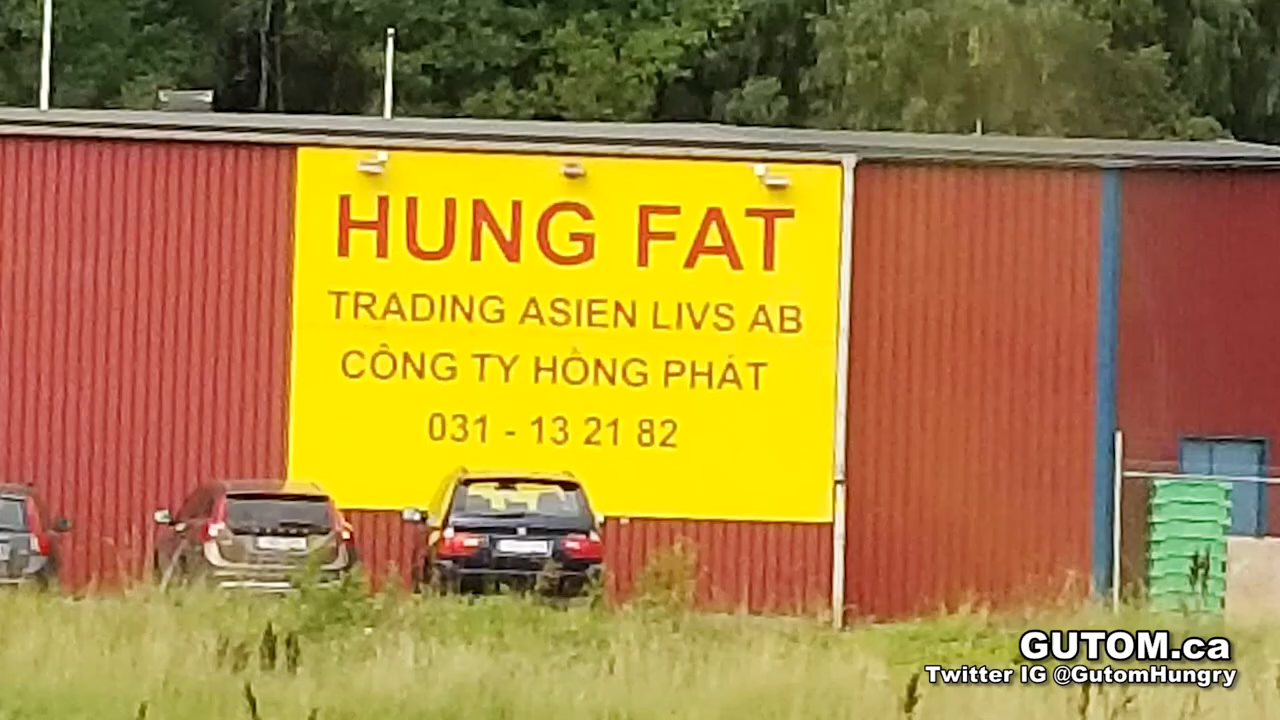 HUNG FAT
TRADING ASIEN LIVS AB
CÔNG TY HỒNG PHÁT
031 - 13 21 82
GUTOM.ca
Twitter IG @GutomHungry